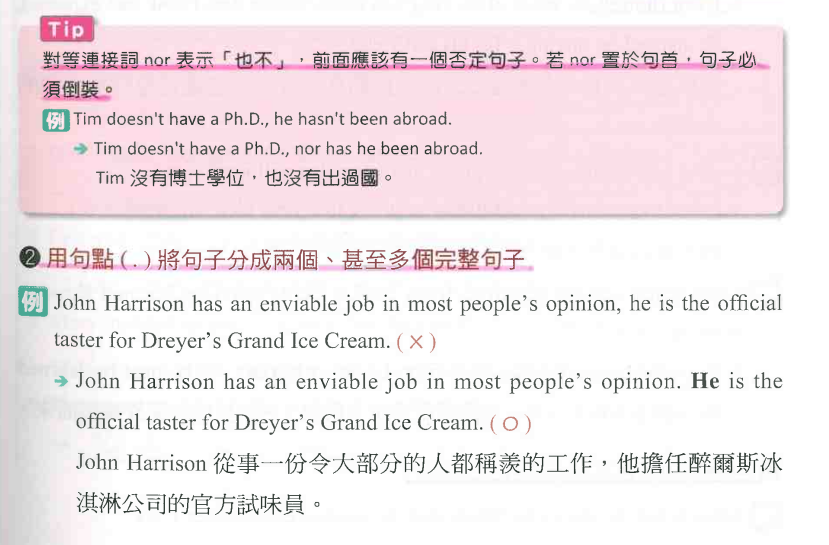 Tip
對等連接詞 nor 表示「也不」，前面應該有一個否定句子。若 nor 置於句首，句子必
須倒裝。
例 Tim doesn't have a Ph.D., he hasn't been abroad.
➔ Tim doesn't have a Ph.D., nor has he been abroad.
Tim 沒有博士學位，也沒有出過國。
❷ 用句點 ( . ) 將句子分成兩個、甚至多個完整句子
例 John Harrison has an enviable job in most people's opinion, he is the official
taster for Dreyer's Grand Ice Cream. ( X )
➔ John Harrison has an enviable job in most people's opinion. He is the
official taster for Dreyer's Grand Ice Cream. ( O )
John Harrison 從事一份令大部分的人都稱羨的工作，他擔任醉爾斯冰
淇淋公司的官方試味員。